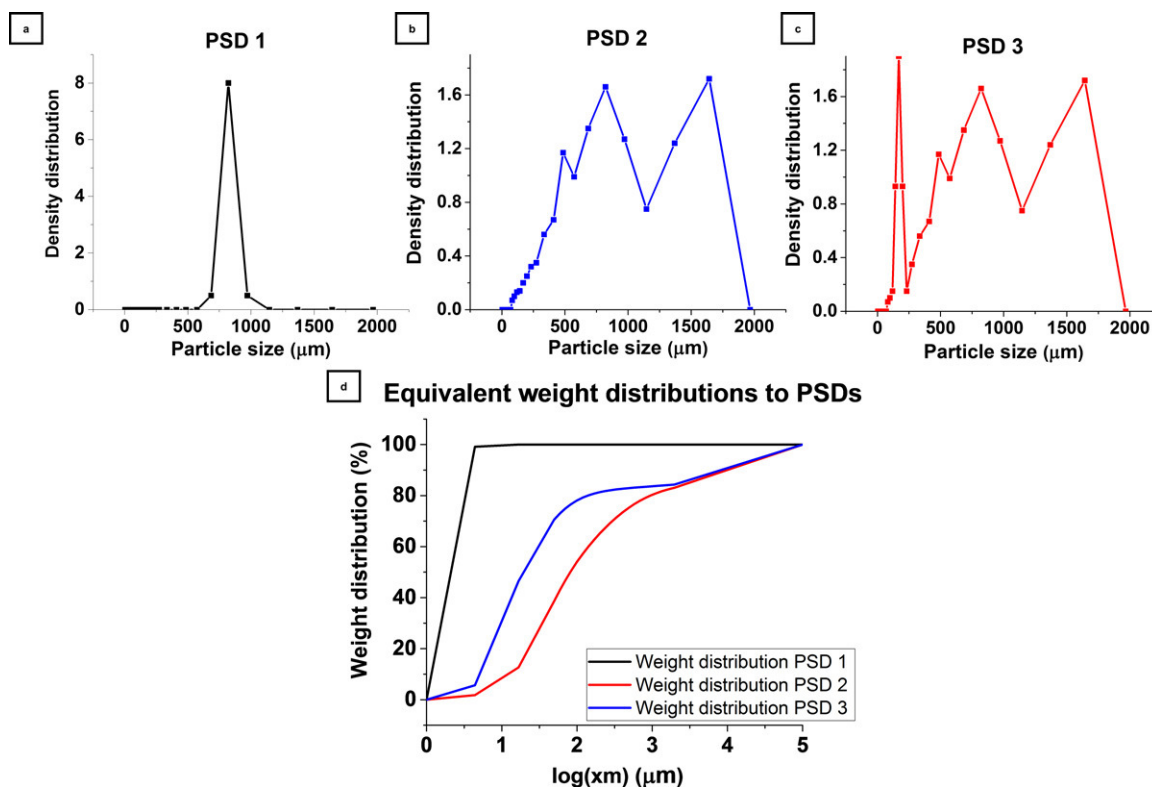 a
PSD 1
Density distribution
8
6
4
2
0
0 500 1000 1500 2000
Particle size (μm)
b
PSD 2
Density distribution
1.6
1.2
0.8
0.4
0.0
0 500 1000 1500 2000
Particle size (μm)
c
PSD 3
Density distribution
1.6
1.2
0.8
0.4
0.0
0 500 1000 1500 2000
Particle size (μm)
d
Equivalent weight distributions to PSDs
Weight distribution (%)
100
80
60
40
20
0
Weight distribution PSD 1
Weight distribution PSD 2
Weight distribution PSD 3
0 1 2 3 4 5
log(xm) (μm)